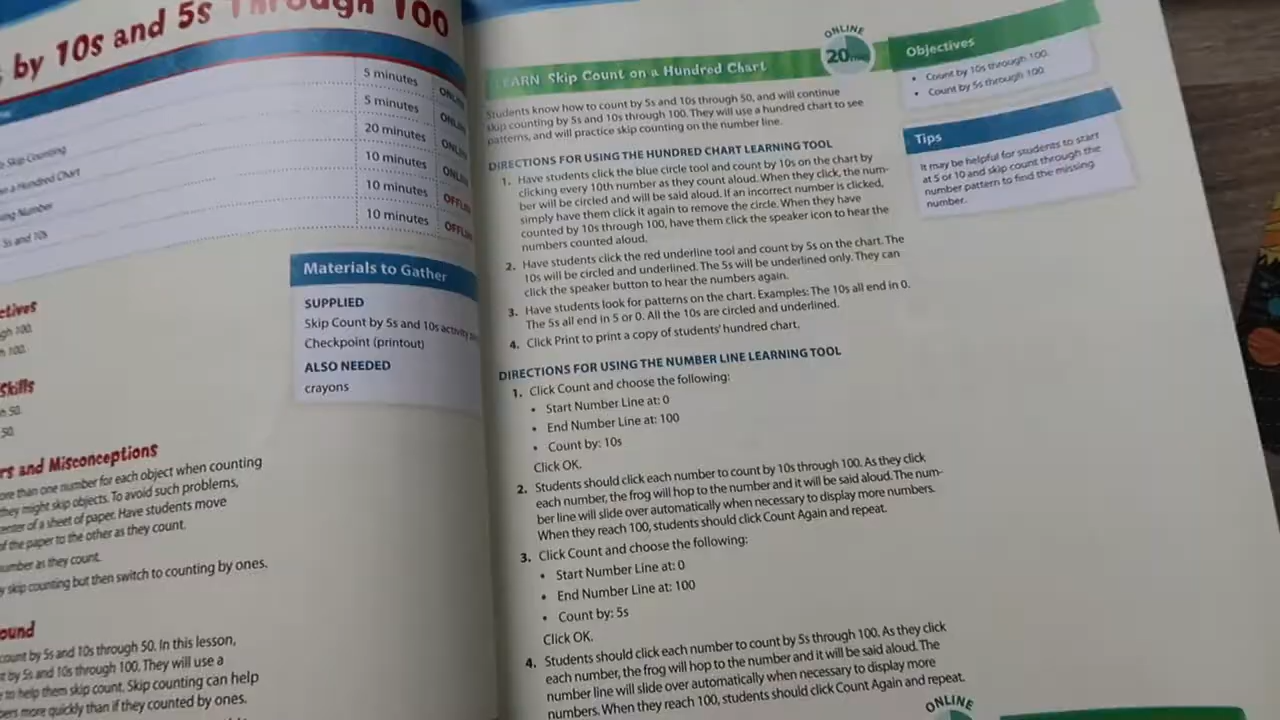 by 10s and 5s Through 100
5 minutes ONLINE
5 minutes ONLINE
Skip Counting
20 minutes ONLINE
a Hundred Chart
10 minutes ONLINE
Number
10 minutes OFFLINE
5s and 10s
10 minutes OFFLINE
Materials to Gather
SUPPLIED
Skip Count by 5s and 10s activity
Checkpoint (printout)
ALSO NEEDED
crayons
100.
100.
Skills
50.
50.
rs and Misconceptions
ore than one number for each object when counting
they might skip objects. To avoid such problems,
enter of a sheet of paper. Have students move
of the paper to the other as they count.
number as they count.
skip counting but then switch to counting by ones.
ound
count by 5s and 10s through 50. In this lesson,
by 5s and 10s through 100. They will use a
to help them skip count. Skip counting can help
bers more quickly than if they counted by ones.
LEARN Skip Count on a Hundred Chart
ONLINE
20 min
Students know how to count by 5s and 10s through 50, and will continue
skip counting by 5s and 10s through 100. They will use a hundred chart to see
patterns, and will practice skip counting on the number line.
DIRECTIONS FOR USING THE HUNDRED CHART LEARNING TOOL
1. Have students click the blue circle tool and count by 10s on the chart by
clicking every 10th number as they count aloud. When they click, the num-
ber will be circled and will be said aloud. If an incorrect number is clicked,
simply have them click it again to remove the circle. When they have
counted by 10s through 100, have them click the speaker icon to hear the
numbers counted aloud.
2. Have students click the red underline tool and count by 5s on the chart. The
10s will be circled and underlined. The 5s will be underlined only. They can
click the speaker button to hear the numbers again.
3. Have students look for patterns on the chart. Examples: The 10s all end in 0.
The 5s all end in 5 or 0. All the 10s are circled and underlined.
4. Click Print to print a copy of students' hundred chart.
DIRECTIONS FOR USING THE NUMBER LINE LEARNING TOOL
1. Click Count and choose the following:
• Start Number Line at: 0
• End Number Line at: 100
• Count by: 10s
Click OK.
2. Students should click each number to count by 10s through 100. As they click
each number, the frog will hop to the number and it will be said aloud. The num-
ber line will slide over automatically when necessary to display more numbers.
When they reach 100, students should click Count Again and repeat.
3. Click Count and choose the following:
• Start Number Line at: 0
• End Number Line at: 100
• Count by: 5s
Click OK.
4. Students should click each number to count by 5s through 100. As they click
each number, the frog will hop to the number and it will be said aloud. The
number line will slide over automatically when necessary to display more
numbers. When they reach 100, students should click Count Again and repeat.
ONLINE
Objectives
• Count by 10s through 100.
• Count by 5s through 100.
Tips
It may be helpful for students to start
at 5 or 10 and skip count through the
number pattern to find the missing
number.